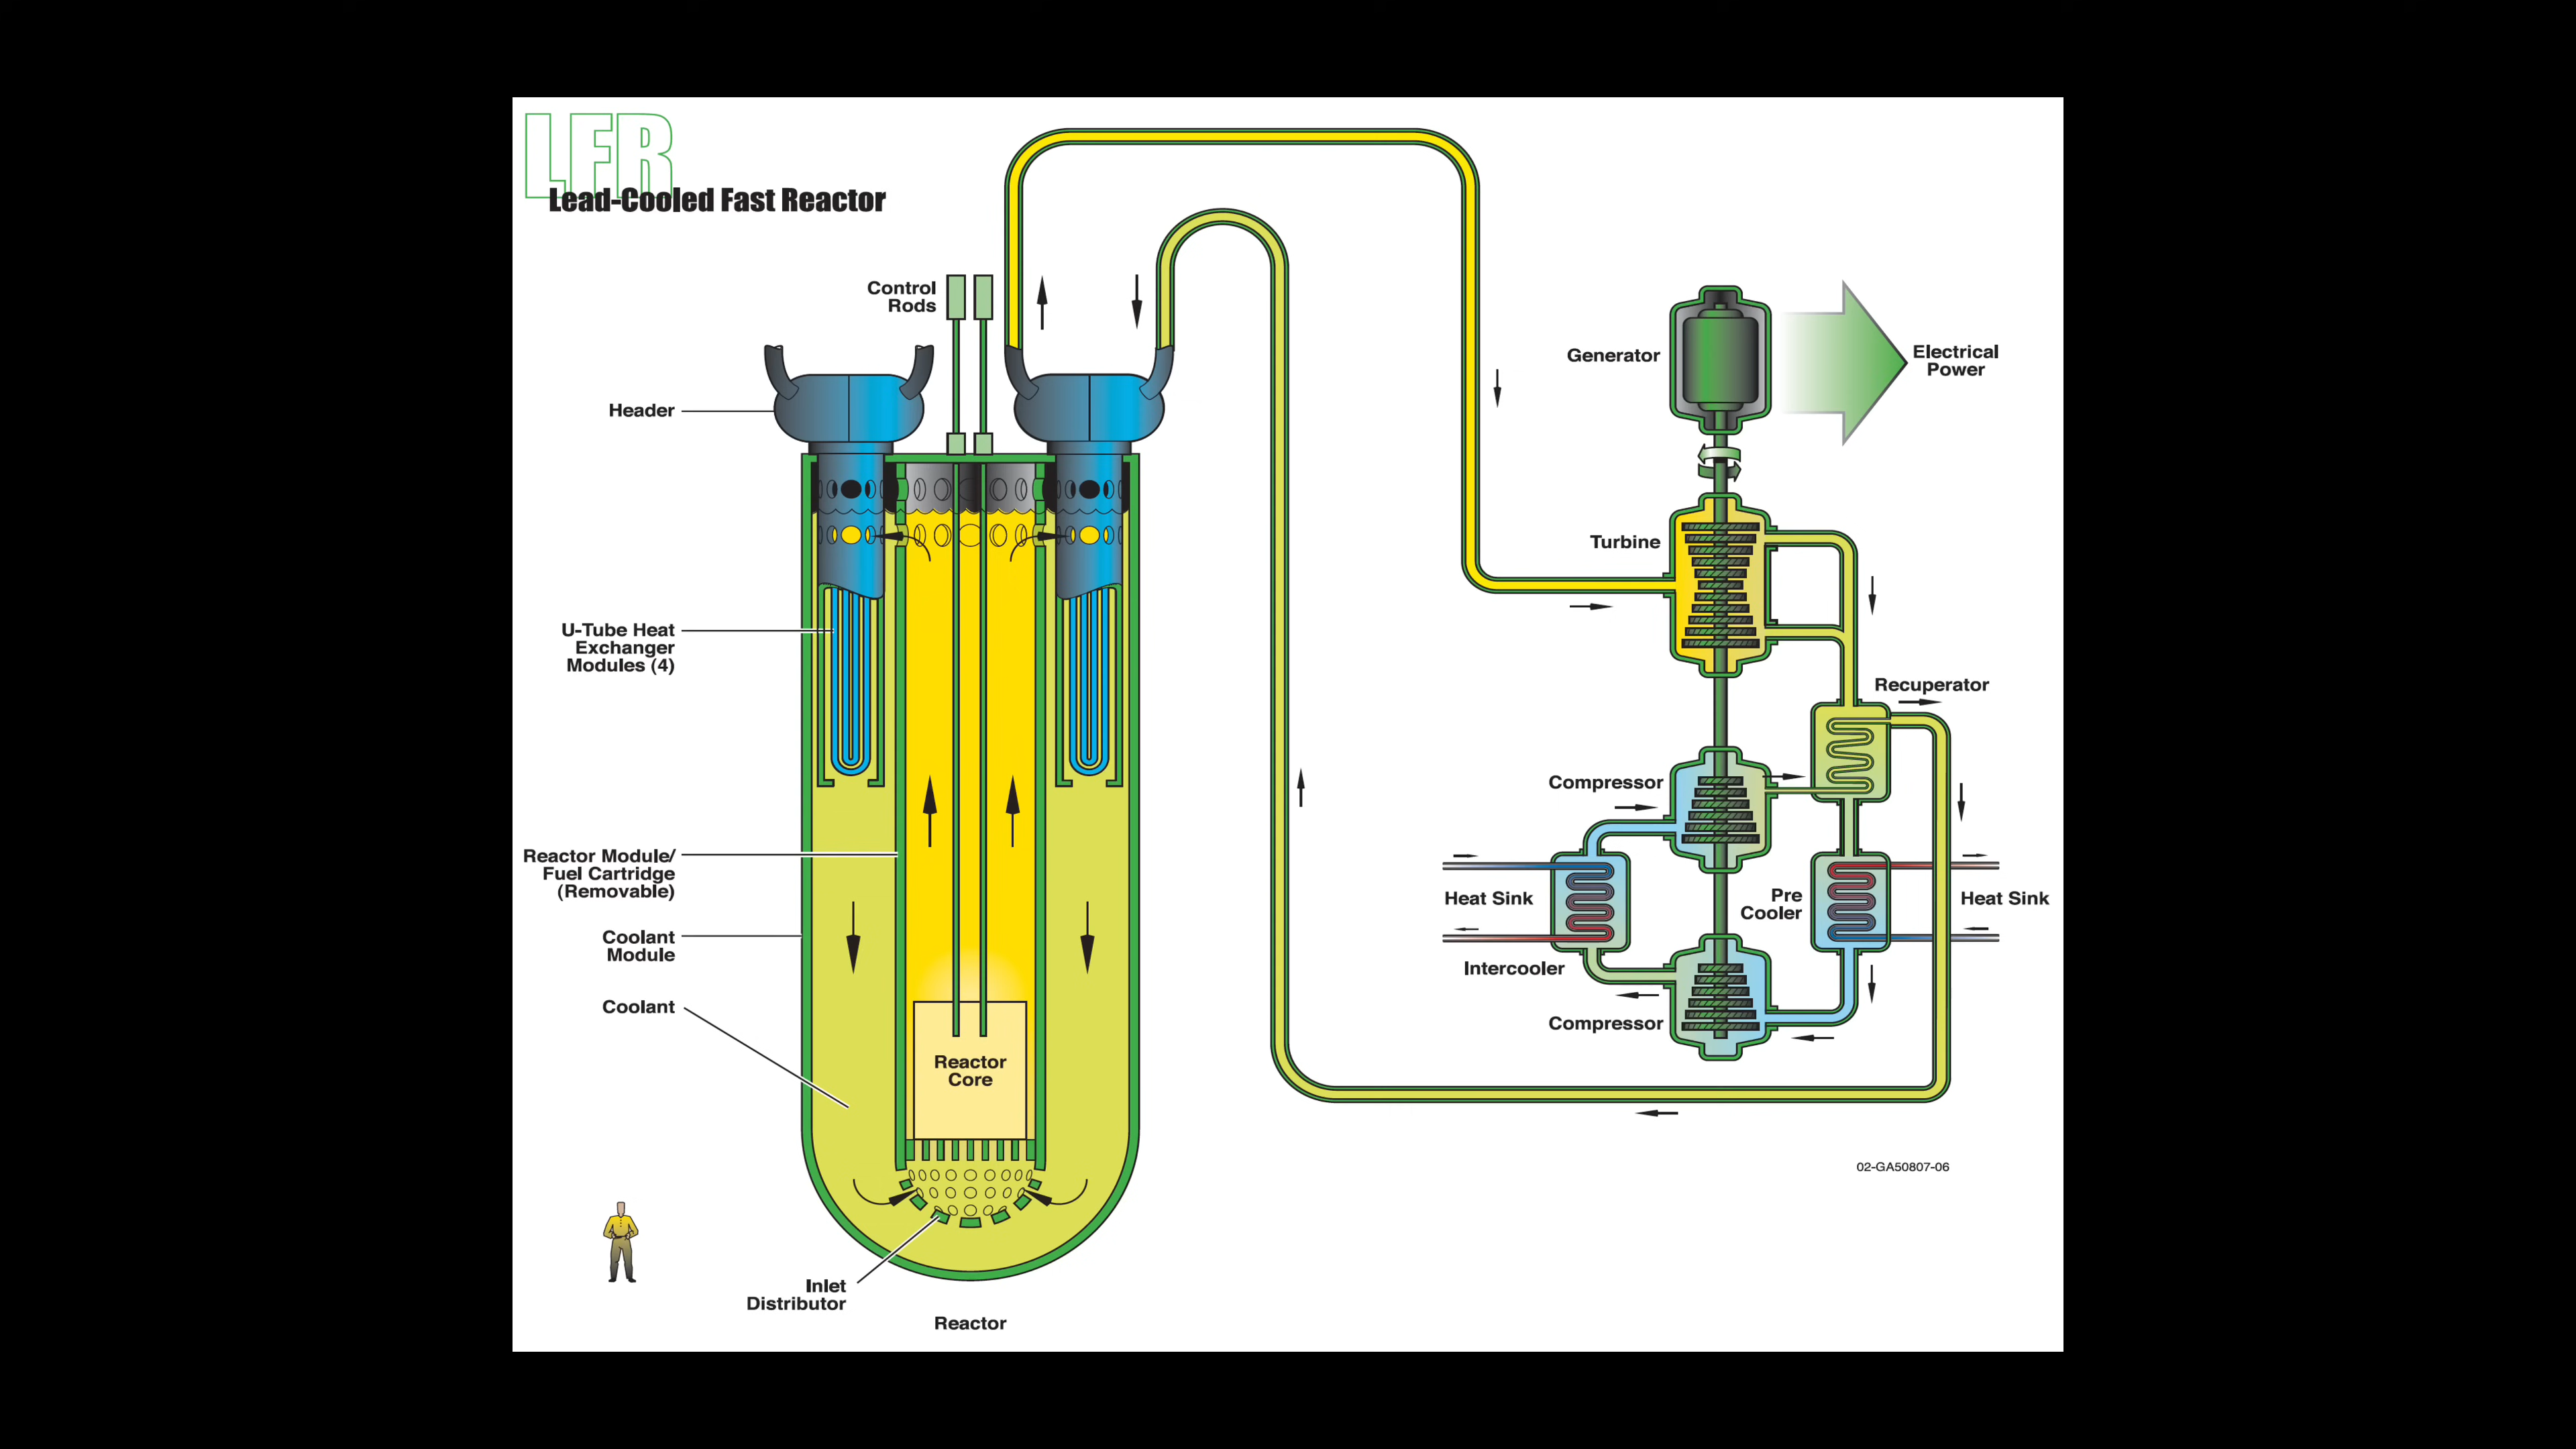 LFR
Lead-Cooled Fast Reactor
Control
Rods
Header
U-Tube Heat
Exchanger
Modules (4)
Reactor Module/
Fuel Cartridge
(Removable)
Coolant
Module
Coolant
Reactor
Core
Inlet
Distributor
Reactor
Generator
Electrical
Power
Turbine
Recuperator
Compressor
Heat Sink
Pre
Cooler
Heat Sink
Intercooler
Compressor
02-GA50807-06